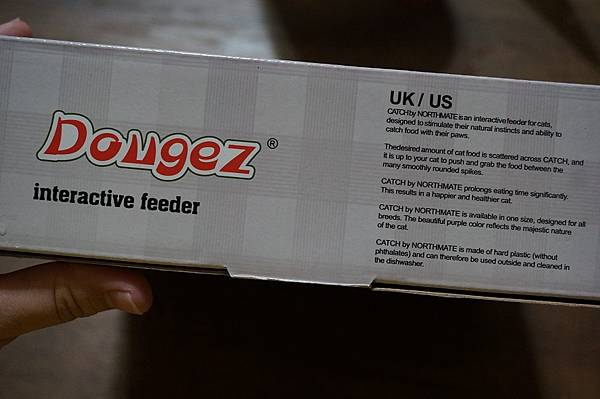 Dougez®
interactive feeder
UK / US
CATCH by NORTHMATE is an interactive feeder for cats,
designed to stimulate their natural instincts and ability to
catch food with their paws.
Thedesired amount of cat food is scattered across CATCH, and
it is up to your cat to push and grab the food between the
many smoothly rounded spikes.
CATCH by NORTHMATE prolongs eating time significantly.
This results in a happier and healthier cat.
CATCH by NORTHMATE is available in one size, designed for all
breeds. The beautiful purple color reflects the majestic nature
of the cat.
CATCH by NORTHMATE is made of hard plastic (without
phthalates) and can therefore be used outside and cleaned in
the dishwasher.